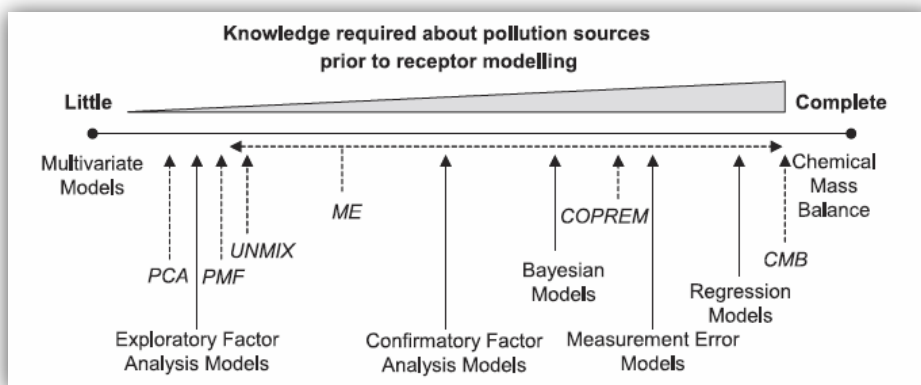 Knowledge required about pollution sources
prior to receptor modelling
Little
Complete
Multivariate
Models
Chemical
Mass
Balance
ME
COPREM
UNMIX
PCA
PMF
CMB
Bayesian
Models
Regression
Models
Exploratory Factor
Analysis Models
Confirmatory Factor
Analysis Models
Measurement Error
Models